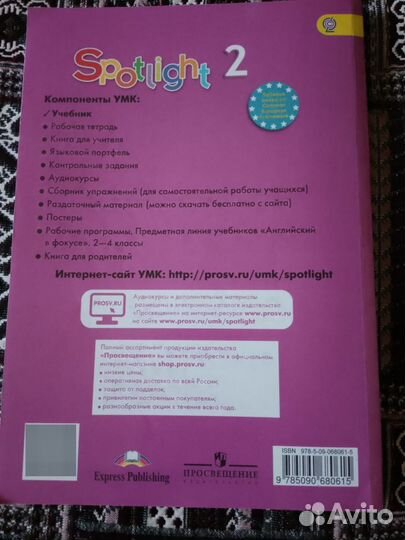 Spotlight 2
Компоненты УМК:
✓ Учебник
• Рабочая тетрадь
• Книга для учителя
• Языковой портфель
• Контрольные задания
• Аудиокурсы
• Сборник упражнений (для самостоятельной работы учащихся)
• Раздаточный материал (можно скачать бесплатно с сайта)
• Постеры
• Рабочие программы. Предметная линия учебников «Английский
в фокусе». 2—4 классы
• Книга для родителей
Интернет-сайт УМК: http://prosv.ru/umk/spotlight
PROSV.RU
Аудиокурсы и дополнительные материалы
размещены в электронном каталоге издательства
«Просвещение» на интернет-ресурсе www.prosv.ru
на сайте www.prosv.ru/umk/spotlight
Полный ассортимент продукции издательства
«Просвещение» вы можете приобрести в официальном
интернет-магазине shop.prosv.ru:
• низкие цены;
• оперативная доставка по всей России;
• защита от подделок;
• привилегии постоянным покупателям;
• разнообразные акции в течение всего года.
Express Publishing
ПРОСВЕЩЕНИЕ
ИЗДАТЕЛЬСТВО
ISBN 978-5-09-068061-5
9 785090 680615
Avito